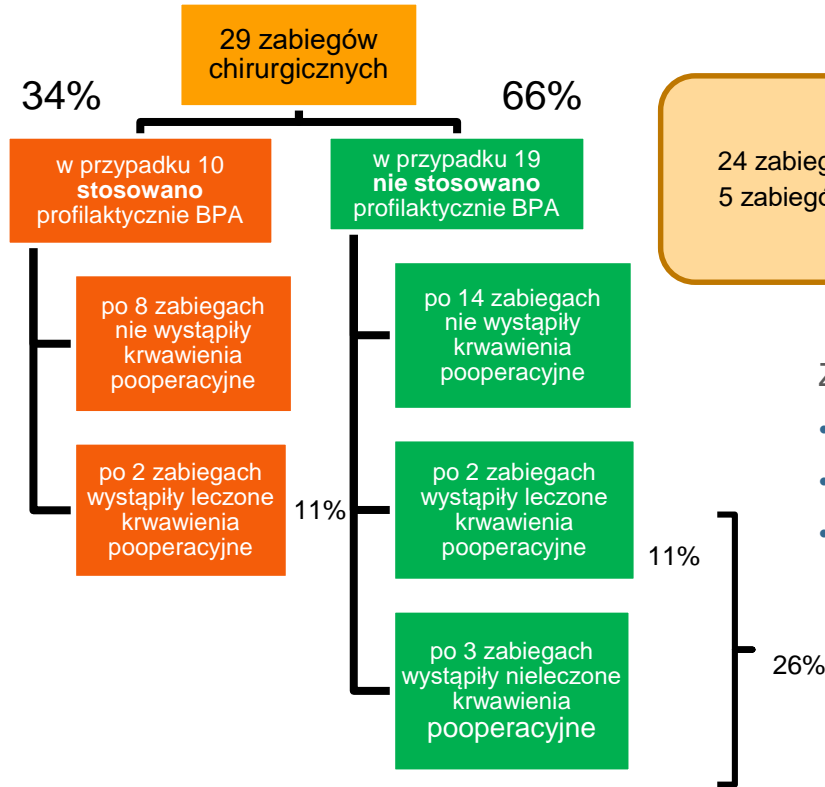 29 zabiegów
chirurgicznych
34%
66%
w przypadku 10
stosowano
profilaktycznie BPA
w przypadku 19
nie stosowano
profilaktycznie BPA
24 zabieg
5 zabiegó
po 8 zabiegach
nie wystąpiły
krwawienia
pooperacyjne
po 14 zabiegach
nie wystąpiły
krwawienia
pooperacyjne
Z
•
•
•
po 2 zabiegach
wystąpiły leczone
krwawienia
pooperacyjne
11%
po 2 zabiegach
wystąpiły leczone
krwawienia
pooperacyjne
11%
po 3 zabiegach
wystąpiły nieleczone
krwawienia
pooperacyjne
26%